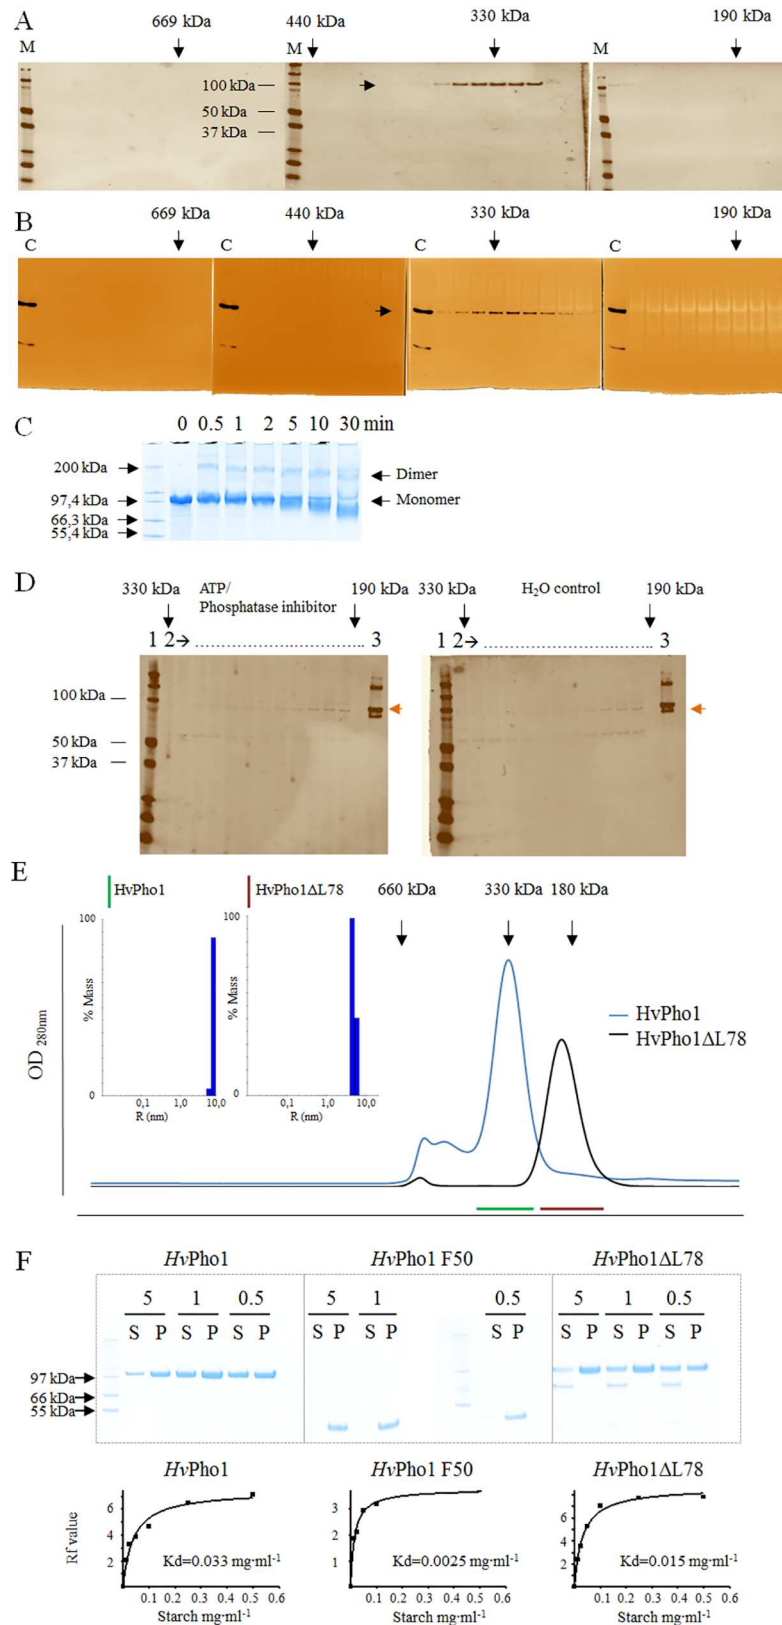 A
669 kDa 440 kDa 330 kDa 190 kDa
M M M
100 kDa
50 kDa
37 kDa
B
669 kDa 440 kDa 330 kDa 190 kDa
C C C C
C
0 0.5 1 2 5 10 30 min
200 kDa
97,4 kDa
66,3 kDa
55,4 kDa
Dimer
Monomer
D
330 kDa ATP/ Phosphatase inhibitor 190 kDa 330 kDa H₂O control 190 kDa
1 2→ ........................ 3 1 2→ ........................ 3
100 kDa
50 kDa
37 kDa
E
HvPho1 HvPho1ΔL78 660 kDa 330 kDa 180 kDa
100 100
% Mass % Mass
0 0
0,1 1,0 10,0 0,1 1,0 10,0
R (nm) R (nm)
OD 280nm
HvPho1
HvPho1ΔL78
F
HvPho1 HvPho1 F50 HvPho1ΔL78
5 1 0.5 5 1 0.5 5 1 0.5
S P S P S P S P S P S P S P S P S P
97 kDa
66 kDa
55 kDa
HvPho1 HvPho1 F50 HvPho1ΔL78
Rf value
6 4 2 3 2 1 8 6 4 2
Kd=0.033 mg·ml⁻¹ Kd=0.0025 mg·ml⁻¹ Kd=0.015 mg·ml⁻¹
0 0.1 0.2 0.3 0.4 0.5 0.6 0 0.1 0.2 0.3 0.4 0.5 0.6 0 0.1 0.2 0.3 0.4 0.5 0.6
Starch mg·ml⁻¹ Starch mg·ml⁻¹ Starch mg·ml⁻¹